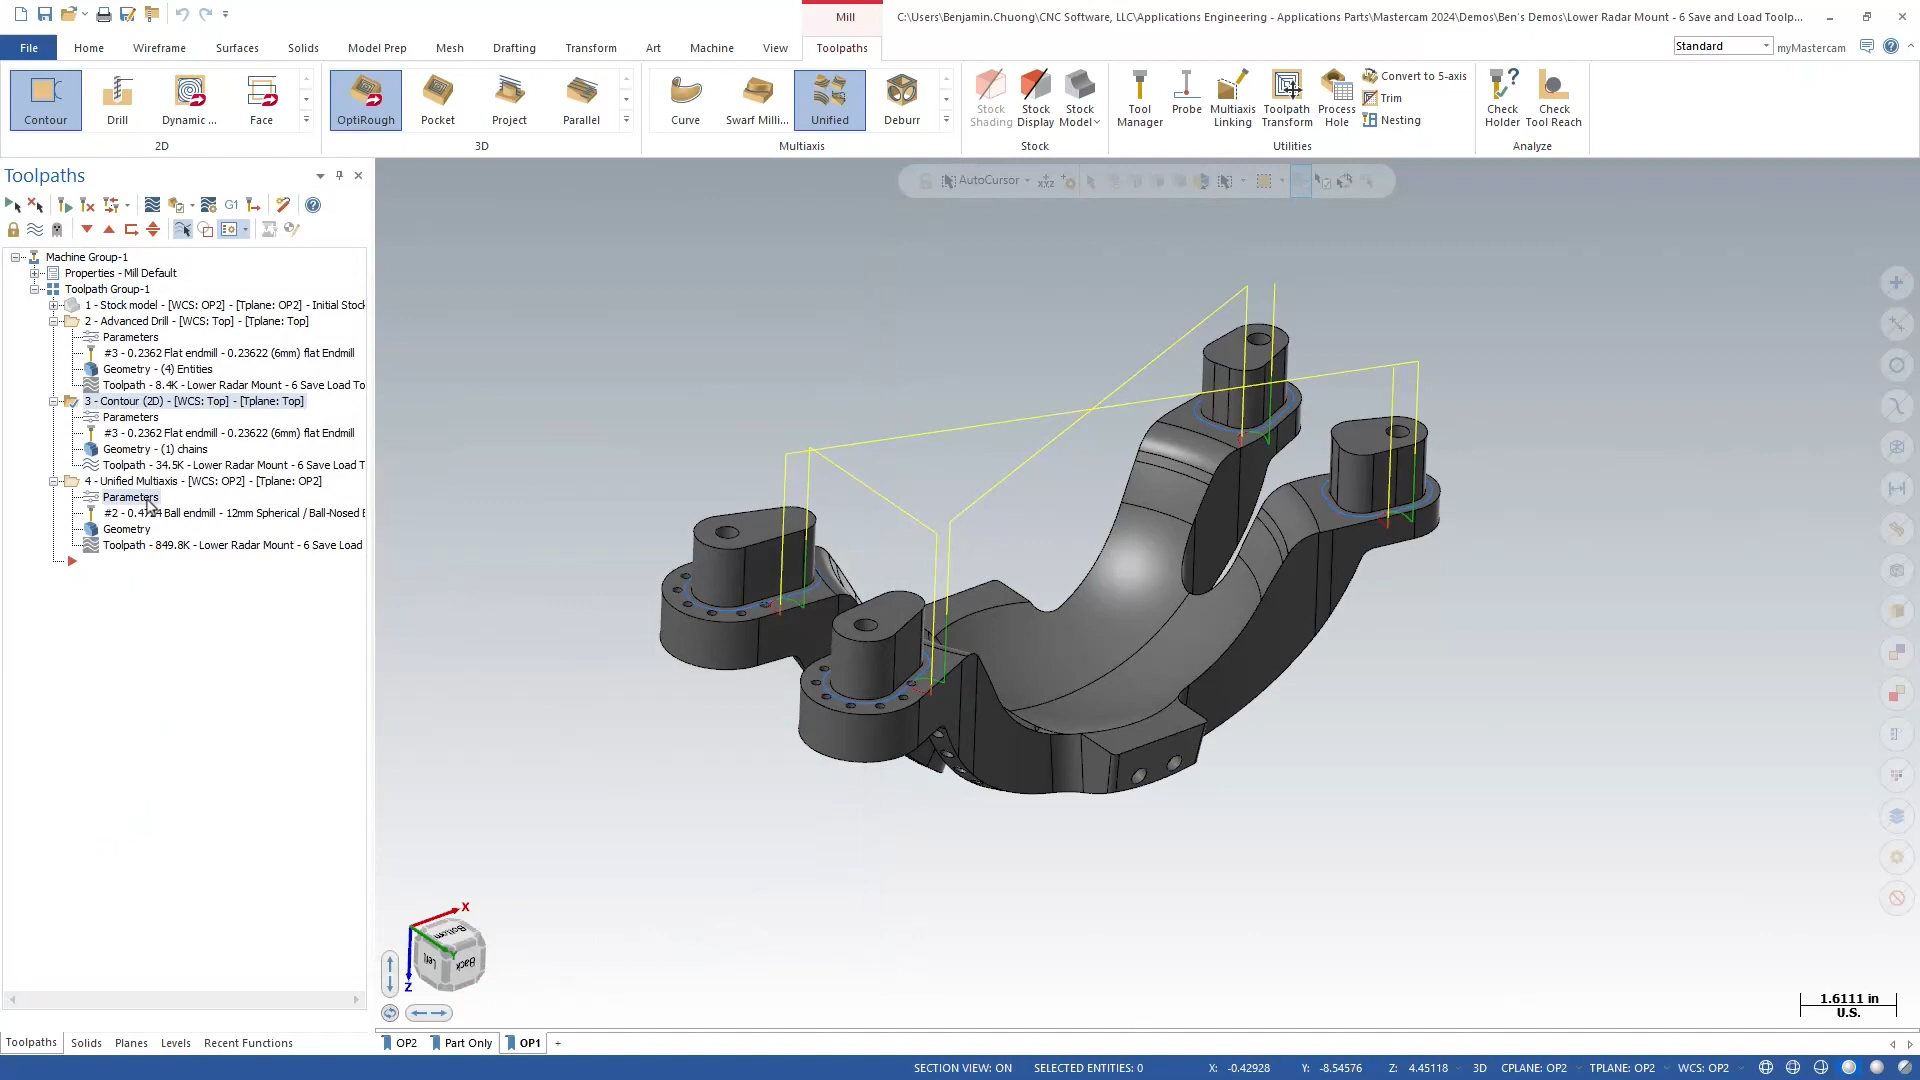 Mill
C:\Users\Benjamin.Chuong\CNC Software, LLC\Applications Engineering - Applications Parts\Mastercam 2024\Demos\Ben's Demos\Lower Radar Mount - 6 Save and Load Toolp...
File
Home
Wireframe
Surfaces
Solids
Model Prep
Mesh
Drafting
Transform
Art
Machine
View
Toolpaths
Standard
myMastercam
Contour
Drill
Dynamic ...
Face
OptiRough
Pocket
Project
Parallel
Curve
Swarf Milli...
Unified
Deburr
Stock Shading
Stock Display
Stock Model
Tool Manager
Probe
Multiaxis Linking
Toolpath Transform
Process Hole
Convert to 5-axis
Trim
Nesting
Check Holder
Check Tool Reach
2D
3D
Multiaxis
Stock
Utilities
Analyze
Toolpaths
AutoCursor
G1
Machine Group-1
Properties - Mill Default
Toolpath Group-1
1 - Stock model - [WCS: OP2] - [Tplane: OP2] - Initial Stock
2 - Advanced Drill - [WCS: Top] - [Tplane: Top]
Parameters
#3 - 0.2362 Flat endmill - 0.23622 (6mm) flat Endmill
Geometry - (4) Entities
Toolpath - 8.4K - Lower Radar Mount - 6 Save Load To
3 - Contour (2D) - [WCS: Top] - [Tplane: Top]
Parameters
#3 - 0.2362 Flat endmill - 0.23622 (6mm) flat Endmill
Geometry - (1) chains
Toolpath - 34.5K - Lower Radar Mount - 6 Save Load T
4 - Unified Multiaxis - [WCS: OP2] - [Tplane: OP2]
Parameters
#2 - Ball endmill - 12mm Spherical / Ball-Nosed E
Geometry
Toolpath - 849.8K - Lower Radar Mount - 6 Save Load
X
Bottom
Left
Back
Z
1.6111 in
U.S.
Toolpaths
Solids
Planes
Levels
Recent Functions
OP2
Part Only
OP1
+
SECTION VIEW: ON
SELECTED ENTITIES: 0
X: -0.42928
Y: -8.54576
Z: 4.45118
3D
CPLANE: OP2
TPLANE: OP2
WCS: OP2